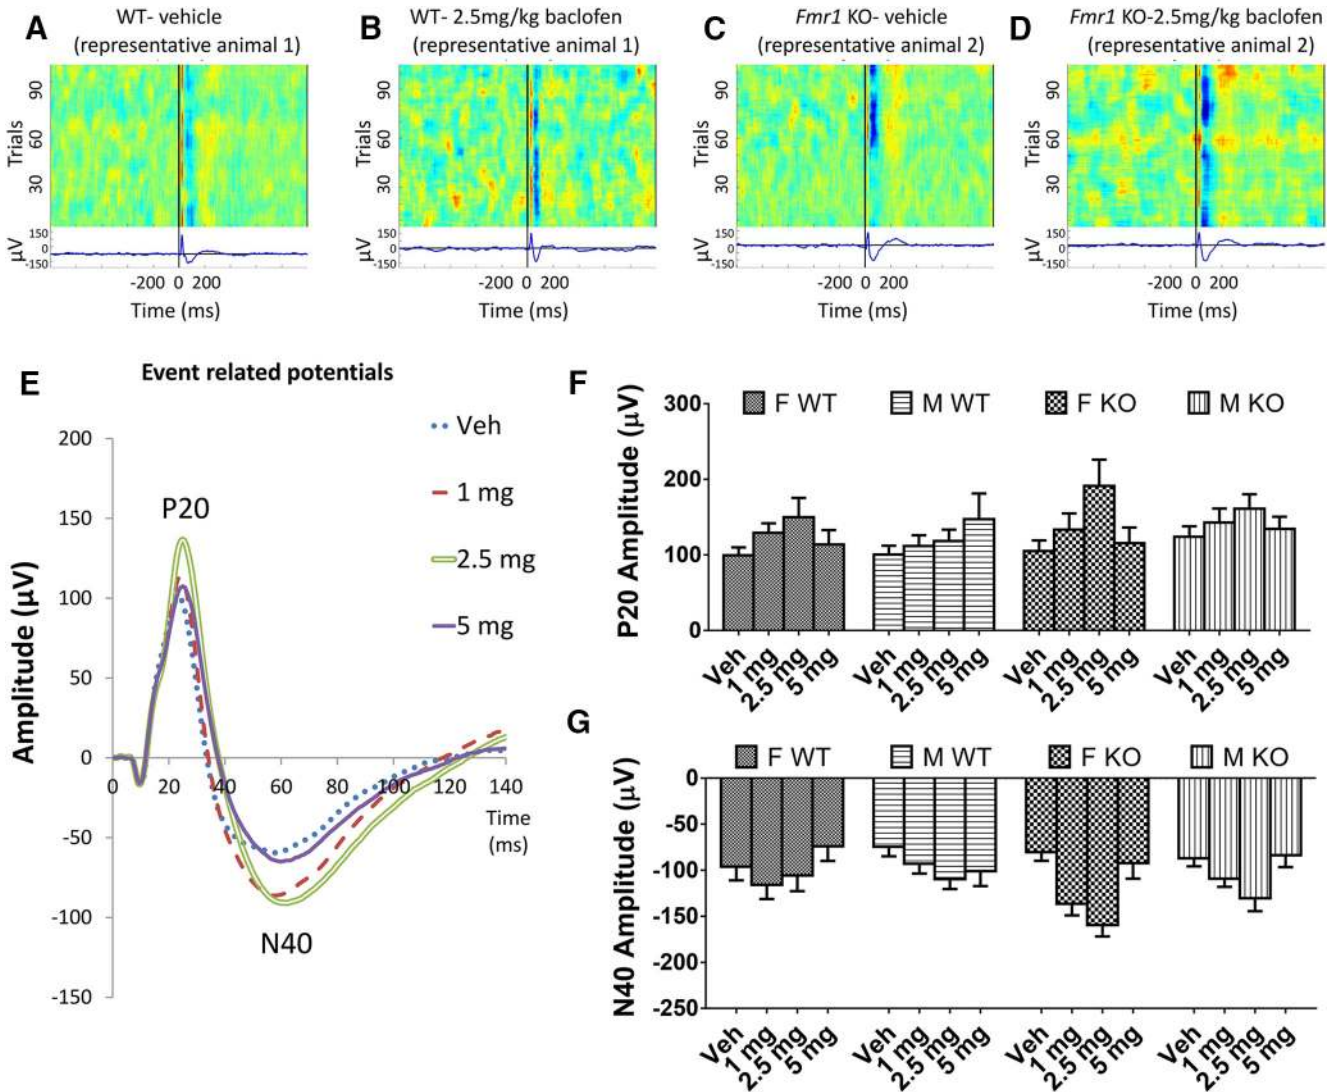 A
WT- vehicle
(representative animal 1)
B
WT- 2.5mg/kg baclofen
(representative animal 1)
C
Fmr1 KO- vehicle
(representative animal 2)
D
Fmr1 KO-2.5mg/kg baclofen
(representative animal 2)
Trials
90
60
30
μV
150
0
-150
-200 0 200
Time (ms)
Trials
90
60
30
μV
150
0
-150
-200 0 200
Time (ms)
Trials
90
60
30
μV
150
0
-150
-200 0 200
Time (ms)
Trials
90
60
30
μV
150
0
-150
-200 0 200
Time (ms)
E
Event related potentials
Amplitude (μV)
200
150
100
50
0
-50
-100
-150
0 20 40 60 80 100 120 140
Time
(ms)
P20
N40
Veh
1 mg
2.5 mg
5 mg
F
P20 Amplitude (μV)
300
200
100
0
F WT M WT F KO M KO
Veh 1 mg 2.5 mg 5 mg Veh 1 mg 2.5 mg 5 mg Veh 1 mg 2.5 mg 5 mg Veh 1 mg 2.5 mg 5 mg
G
N40 Amplitude (μV)
0
-50
-100
-150
-200
-250
F WT M WT F KO M KO
Veh 1 mg 2.5 mg 5 mg Veh 1 mg 2.5 mg 5 mg Veh 1 mg 2.5 mg 5 mg Veh 1 mg 2.5 mg 5 mg